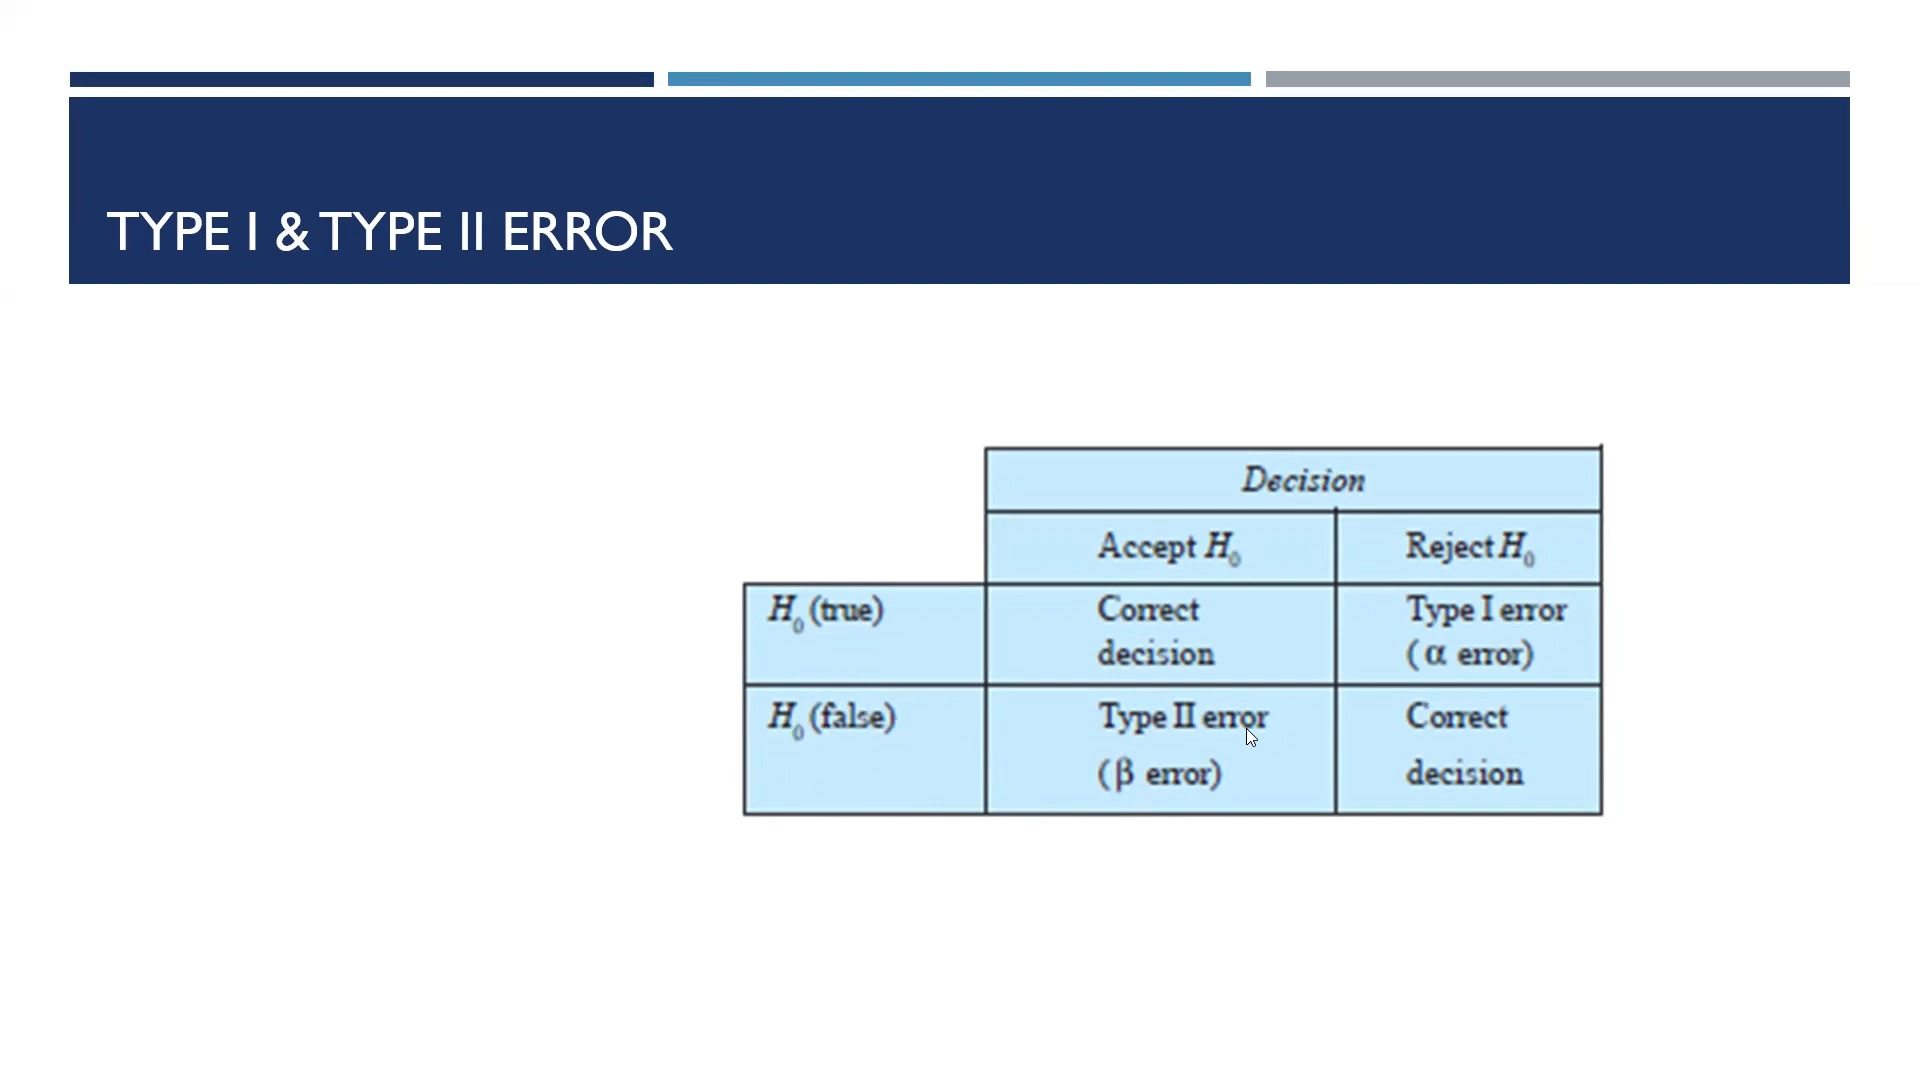 TYPE I & TYPE II ERROR
Decision
Accept H₀ Reject H₀
H₀ (true) Correct decision Type I error (α error)
H₀ (false) Type II error (β error) Correct decision